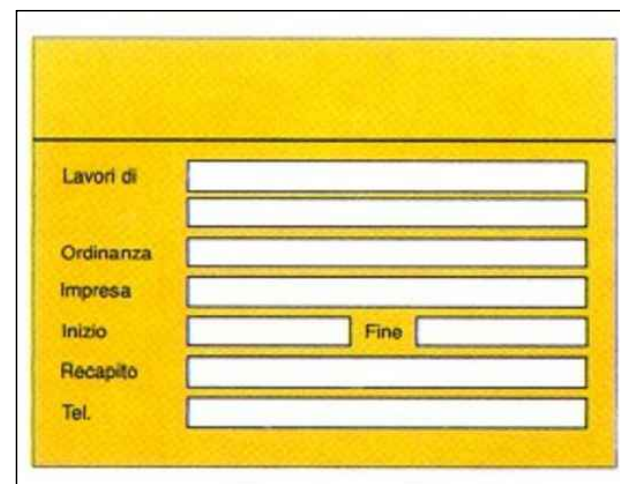 Lavori di
Ordinanza
Impresa
Inizio Fine
Recapito
Tel.